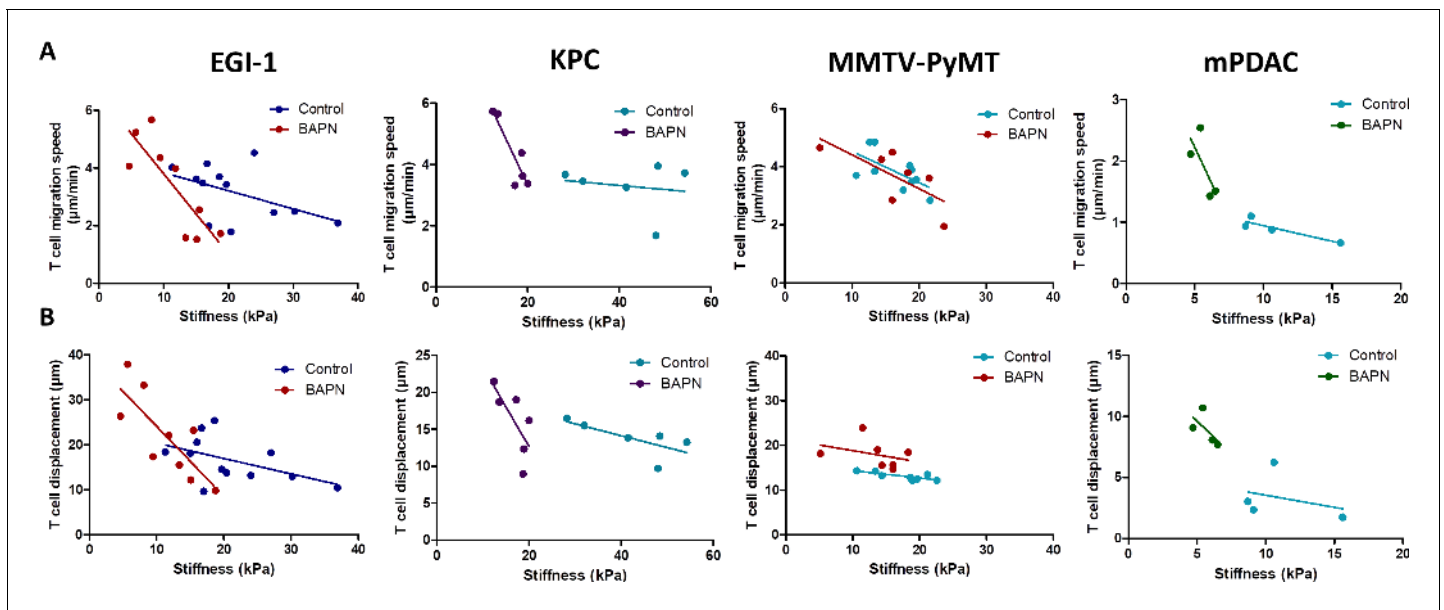 A
EGI-1
KPC
MMTV-PyMT
mPDAC
T cell migration speed
(µm/min)
6
4
2
0
0
10
20
30
40
Stiffness (kPa)
Control
BAPN
T cell migration speed
(µm/min)
6
4
2
0
0
20
40
60
Stiffness (kPa)
Control
BAPN
T cell migration speed
(µm/min)
6
4
2
0
0
10
20
30
40
Stiffness (kPa)
Control
BAPN
T cell migration speed
(µm/min)
3
2
1
0
0
5
10
15
20
Stiffness (kPa)
Control
BAPN
B
T cell displacement (µm)
40
30
20
10
0
0
10
20
30
40
Stiffness (kPa)
Control
BAPN
T cell displacement (µm)
25
20
15
10
5
0
0
20
40
60
Stiffness (kPa)
Control
BAPN
T cell displacement (µm)
40
30
20
10
0
0
10
20
30
40
Stiffness (kPa)
Control
BAPN
T cell displacement (µm)
15
10
5
0
0
5
10
15
20
Stiffness (kPa)
Control
BAPN